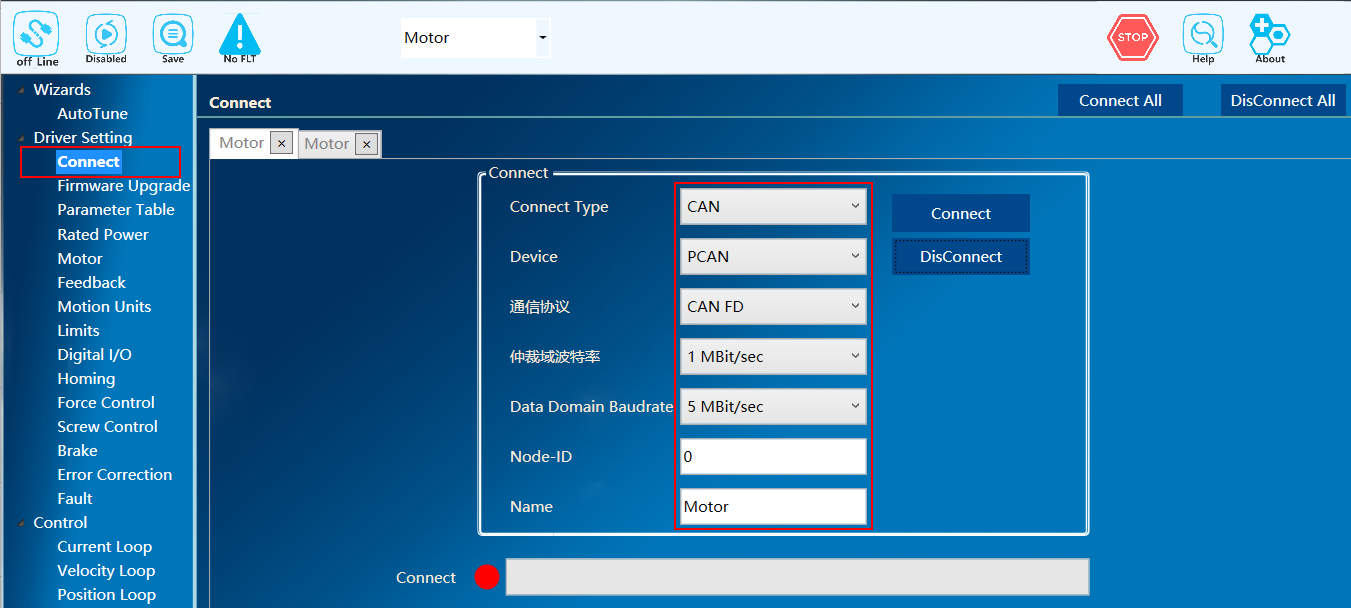 off Line
Disabled
Save
No FLT
Motor
STOP
Help
About
Wizards
AutoTune
Driver Setting
Connect
Firmware Upgrade
Parameter Table
Rated Power
Motor
Feedback
Motion Units
Limits
Digital I/O
Homing
Force Control
Screw Control
Brake
Error Correction
Fault
Control
Current Loop
Velocity Loop
Position Loop
Connect
Connect All
DisConnect All
Motor ×
Motor ×
Connect
Connect Type CAN
Connect
Device PCAN
DisConnect
通信协议 CAN FD
仲裁域波特率 1 MBit/sec
Data Domain Baudrate 5 MBit/sec
Node-ID 0
Name Motor
Connect